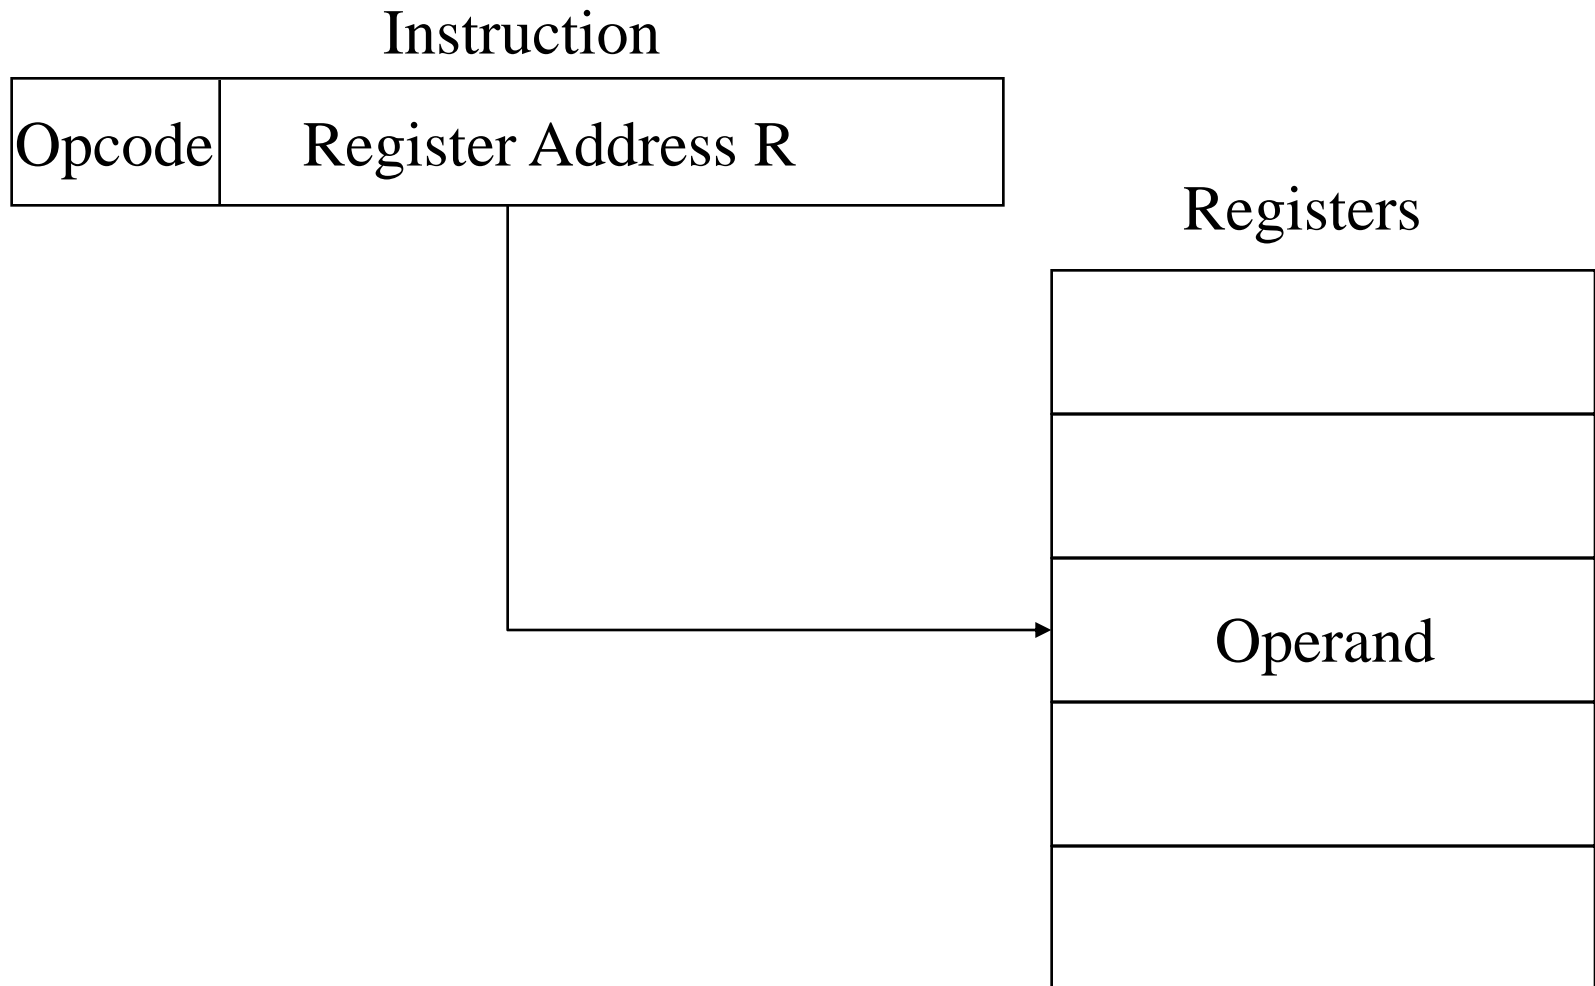 Instruction
Opcode
Register Address R
Registers
Operand